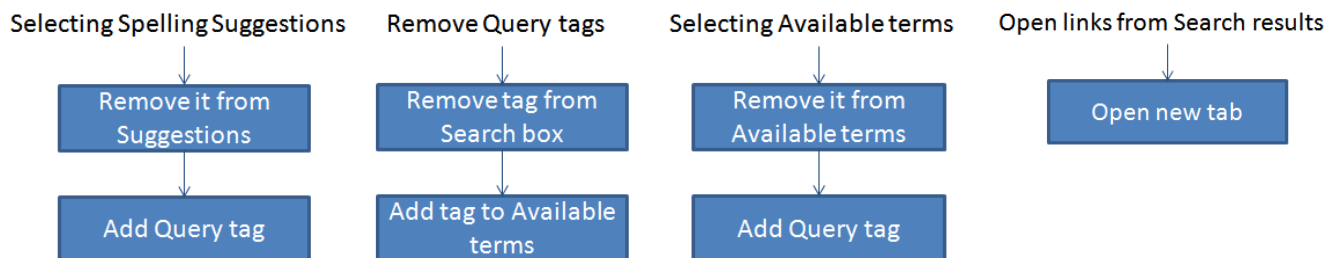 Selecting Spelling Suggestions
Remove it from
Suggestions
Add Query tag
Remove Query tags
Remove tag from
Search box
Add tag to Available
terms
Selecting Available terms
Remove it from
Available terms
Add Query tag
Open links from Search results
Open new tab